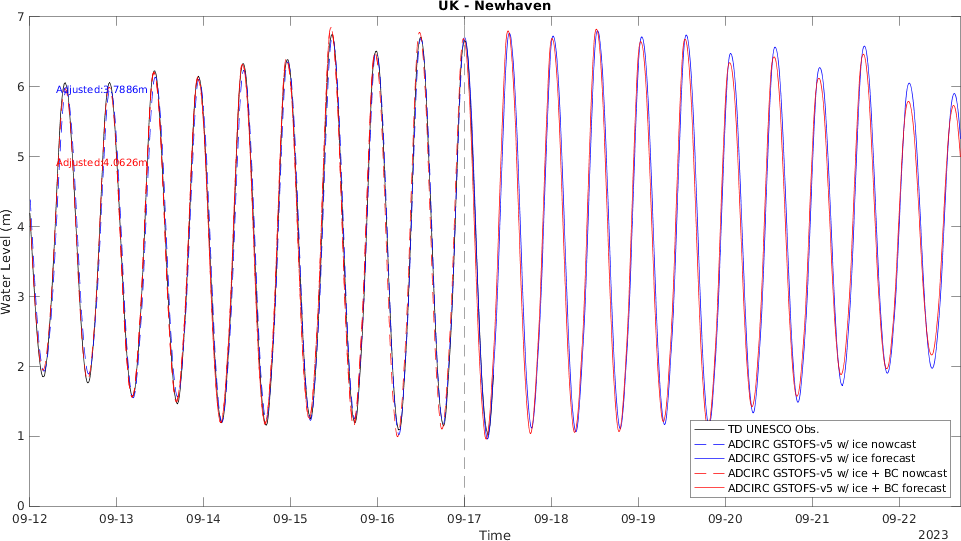 UK - Newhaven
7
6
5
4
3
2
1
0
Water Level (m)
Adjusted:3.7886m
Adjusted:4.0626m
TD UNESCO Obs.
ADCIRC GSTOFS-v5 w/ ice nowcast
ADCIRC GSTOFS-v5 w/ ice forecast
ADCIRC GSTOFS-v5 w/ ice + BC nowcast
ADCIRC GSTOFS-v5 w/ ice + BC forecast
09-12 09-13 09-14 09-15 09-16 09-17 09-18 09-19 09-20 09-21 09-22
Time
2023